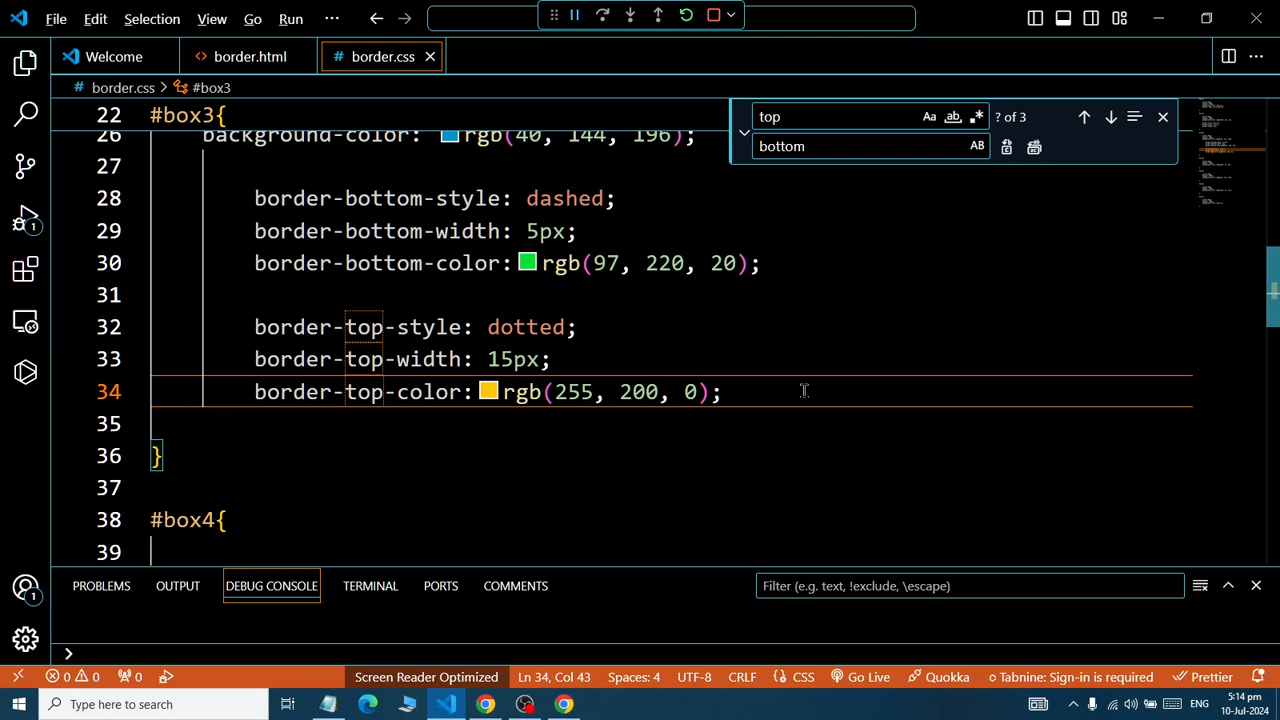 File Edit Selection View Go Run ···
Welcome border.html # border.css
# border.css > #box3
22 #box3{
top Aa ab ? of 3
bottom AB
26 background-color: rgb(40, 144, 196);
27
28 border-bottom-style: dashed;
29 border-bottom-width: 5px;
30 border-bottom-color: rgb(97, 220, 20);
31
32 border-top-style: dotted;
33 border-top-width: 15px;
34 border-top-color: rgb(255, 200, 0);
35
36 }
37
38 #box4{
39
1
PROBLEMS OUTPUT DEBUG CONSOLE TERMINAL PORTS COMMENTS Filter (e.g. text, !exclude, \escape)
1
>
0 0 0 Screen Reader Optimized Ln 34, Col 43 Spaces: 4 UTF-8 CRLF {} CSS Go Live Quokka Tabnine: Sign-in is required Prettier
Type here to search ENG 5:14 pm
10-Jul-2024